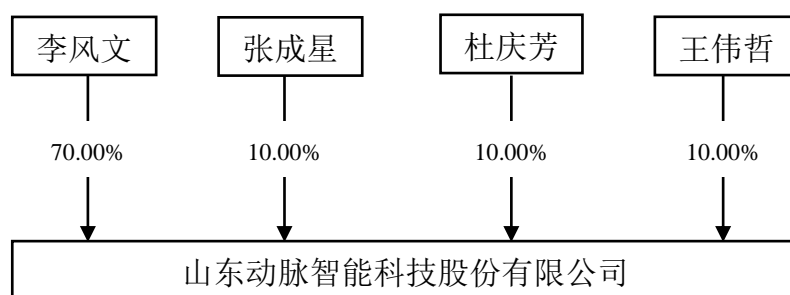 李风文 张成星 杜庆芳 王伟哲
70.00% 10.00% 10.00% 10.00%
山东动脉智能科技股份有限公司